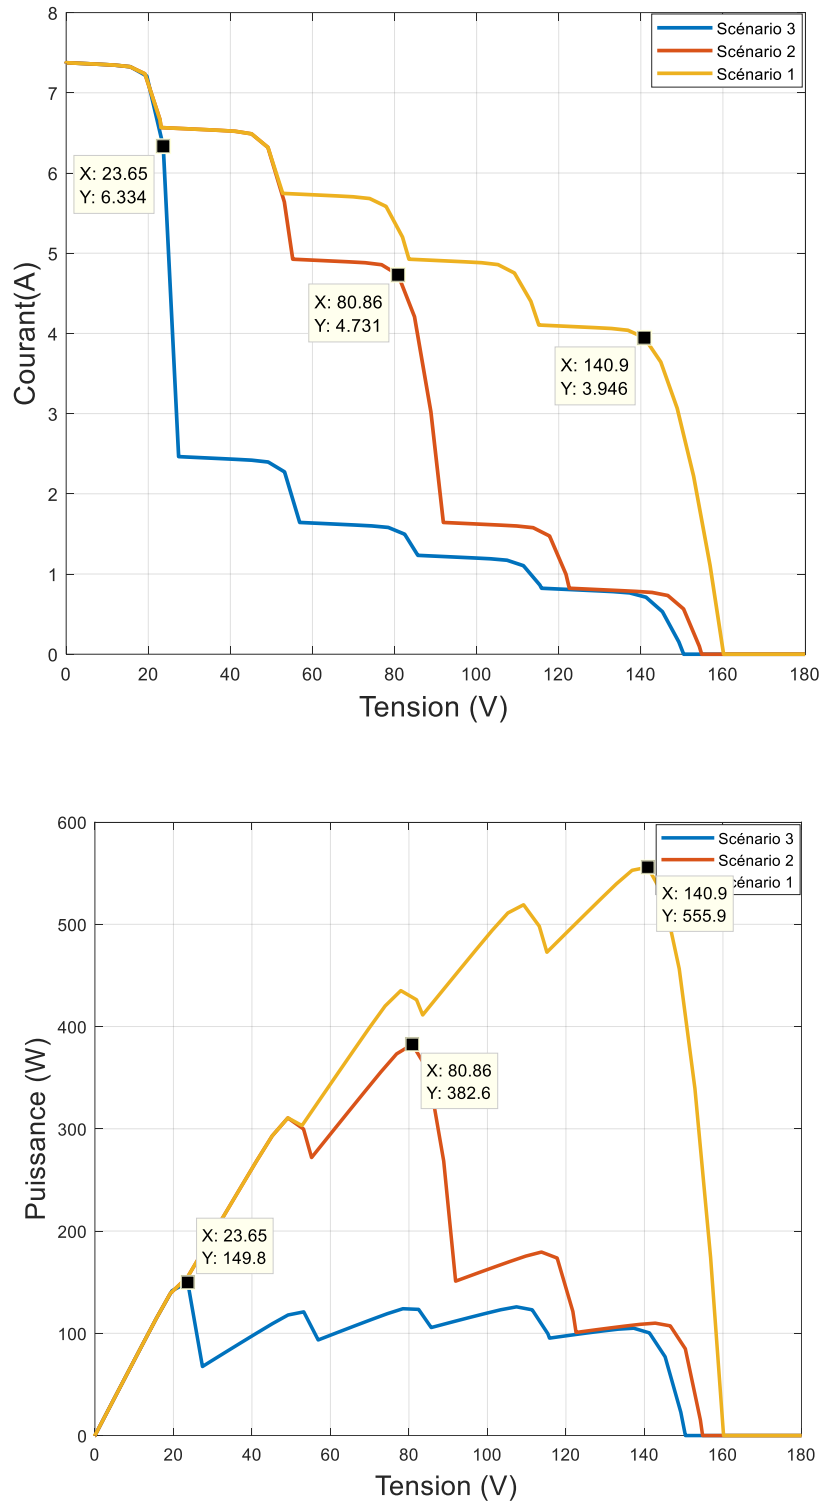 8
7
6
5
4
3
2
1
0
Courant(A)
Scénario 3
Scénario 2
Scénario 1
X: 23.65
Y: 6.334
X: 80.86
Y: 4.731
X: 140.9
Y: 3.946
0 20 40 60 80 100 120 140 160 180
Tension (V)
600
500
400
300
200
100
0
Puissance (W)
Scénario 3
Scénario 2
cénario 1
X: 140.9
Y: 555.9
X: 80.86
Y: 382.6
X: 23.65
Y: 149.8
0 20 40 60 80 100 120 140 160 180
Tension (V)